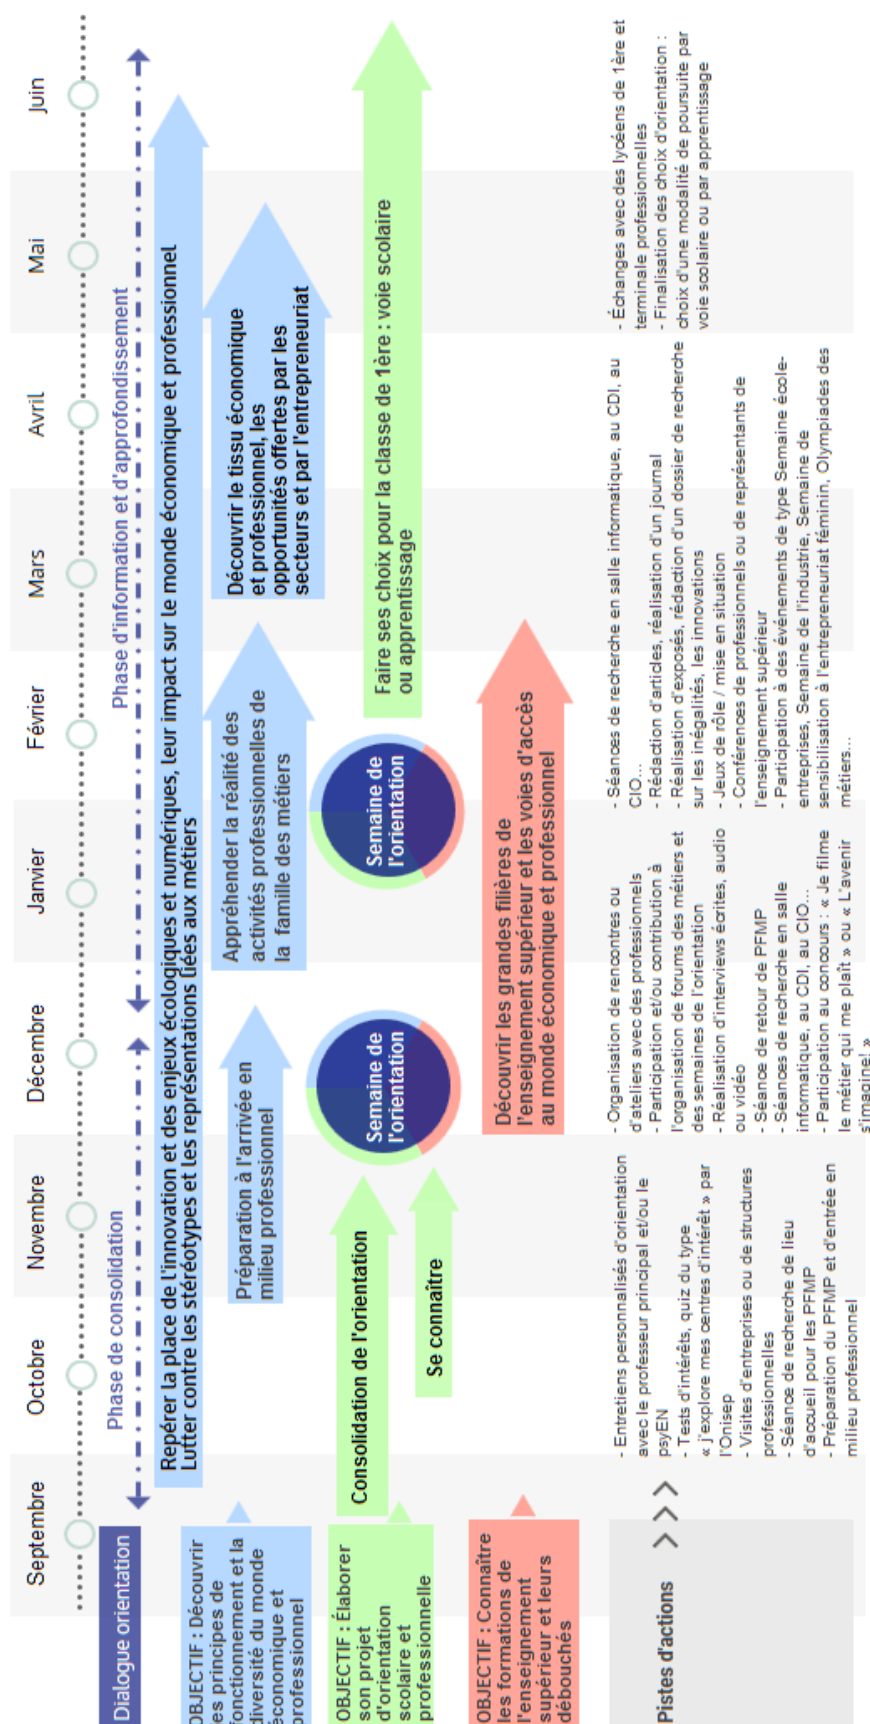 Septembre
Octobre
Novembre
Décembre
Janvier
Février
Mars
Avril
Mai
Juin
Dialogue orientation
Phase de consolidation
Phase d'information et d'approfondissement
OBJECTIF : Découvrir
les principes de
fonctionnement et la
diversité du monde
économique et
professionnel
Repérer la place de l'innovation et des enjeux écologiques et numériques, leur impact sur le monde économique et professionnel
Lutter contre les stéréotypes et les représentations liées aux métiers
Préparation à l'arrivée en
milieu professionnel
Appréhender la réalité des
activités professionnelles de
la famille des métiers
Découvrir le tissu économique
et professionnel, les
opportunités offertes par les
secteurs et par l'entrepreneuriat
OBJECTIF : Élaborer
son projet
d'orientation
scolaire et
professionnelle
Consolidation de l'orientation
Se connaître
Semaine de
l'orientation
Semaine de
l'orientation
Faire ses choix pour la classe de 1ère : voie scolaire
ou apprentissage
OBJECTIF : Connaître
les formations de
l'enseignement
supérieur et leurs
débouchés
Découvrir les grandes filières de
l'enseignement supérieur et les voies d'accès
au monde économique et professionnel
Pistes d'actions
- Entretiens personnalisés d'orientation
avec le professeur principal et/ou le
psyEN
- Tests d'intérêts, quiz du type
« j'explore mes centres d'intérêt » par
l'Onisep
- Visites d'entreprises ou de structures
professionnelles
- Séance de recherche de lieu
d'accueil pour les PFMP
- Préparation du PFMP et d'entrée en
milieu professionnel
- Organisation de rencontres ou
d'ateliers avec des professionnels
- Participation et/ou contribution à
l'organisation de forums des métiers et
des semaines de l'orientation
- Réalisation d'interviews écrites, audio
ou vidéo
- Séance de retour de PFMP
- Séances de recherche en salle
informatique, au CDI, au CIO...
- Participation au concours : « Je filme
le métier qui me plaît » ou « L'avenir
s'imagine! »
- Séances de recherche en salle informatique, au CDI, au
CIO...
- Rédaction d'articles, réalisation d'un journal
- Réalisation d'exposés, rédaction d'un dossier de recherche
sur les inégalités, les innovations
- Jeux de rôle / mise en situation
- Conférences de professionnels ou de représentants de
l'enseignement supérieur
- Participation à des événements de type Semaine école-
entreprises, Semaine de l'industrie, Semaine de
sensibilisation à l'entrepreneuriat féminin, Olympiades des
métiers...
- Échanges avec des lycéens de 1ère et
terminale professionnelles
- Finalisation des choix d'orientation :
choix d'une modalité de poursuite par
voie scolaire ou par apprentissage